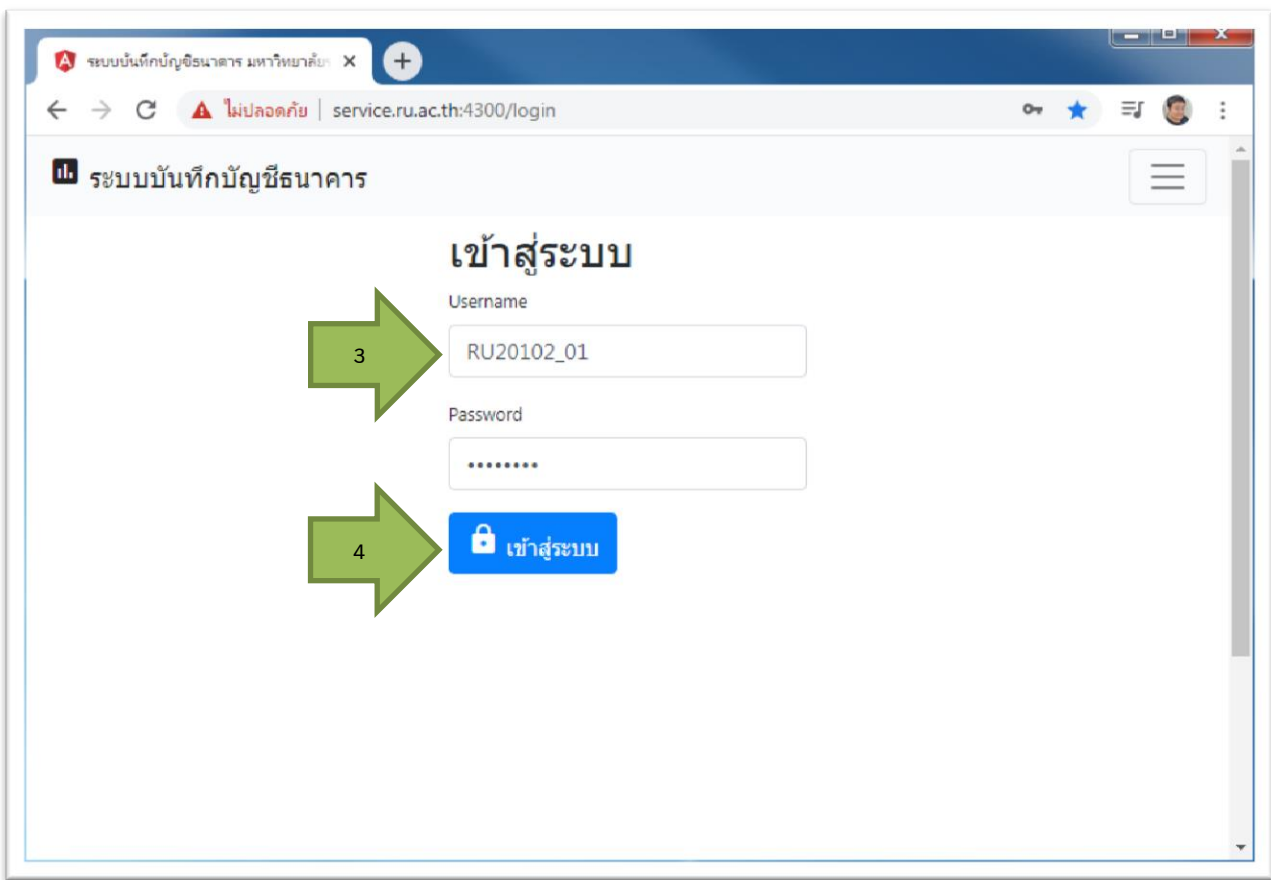 ระบบบันทึกบัญชีธนาคาร มหาวิทยาลัย
ไม่ปลอดภัย | service.ru.ac.th:4300/login
ระบบบันทึกบัญชีธนาคาร
เข้าสู่ระบบ
Username
3
RU20102_01
Password
••••••••
4
เข้าสู่ระบบ